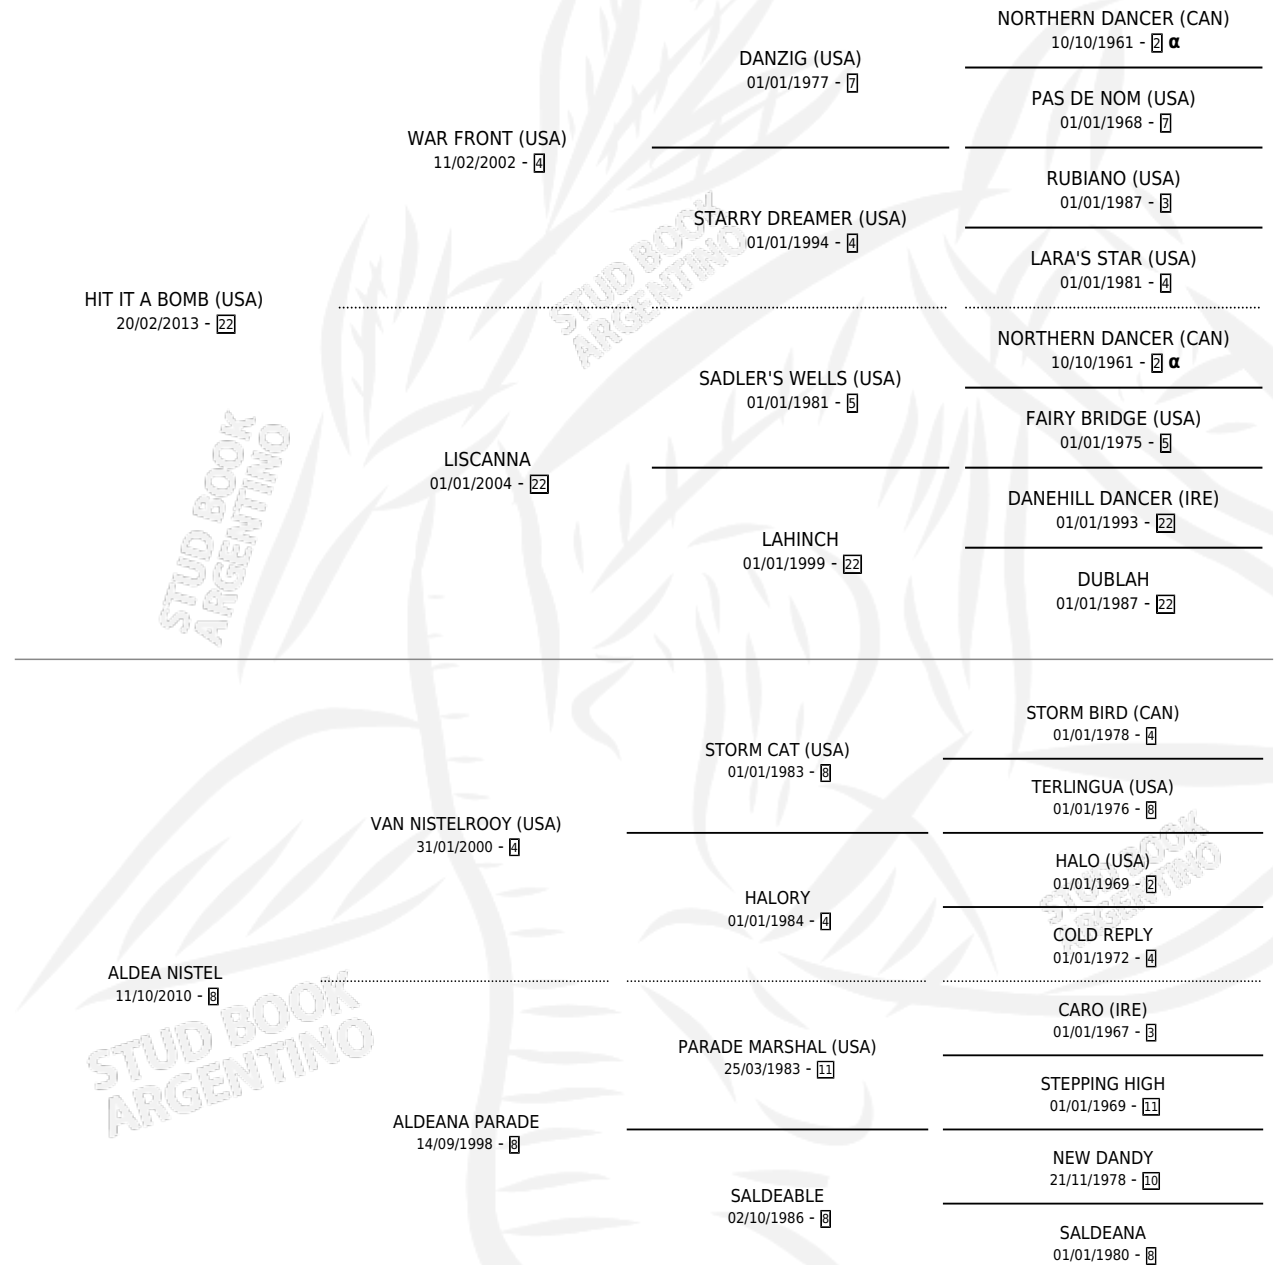 NORTHERN DANCER (CAN)
10/10/1961 - 2 α
DANZIG (USA)
01/01/1977 - 7
PAS DE NOM (USA)
01/01/1968 - 7
WAR FRONT (USA)
11/02/2002 - 4
RUBIANO (USA)
01/01/1987 - 3
STARRY DREAMER (USA)
01/01/1994 - 4
LARA'S STAR (USA)
01/01/1981 - 4
HIT IT A BOMB (USA)
20/02/2013 - 22
NORTHERN DANCER (CAN)
10/10/1961 - 2 α
SADLER'S WELLS (USA)
01/01/1981 - 5
FAIRY BRIDGE (USA)
01/01/1975 - 5
LISCANNA
01/01/2004 - 22
DANEHILL DANCER (IRE)
01/01/1993 - 22
LAHINCH
01/01/1999 - 22
DUBLAH
01/01/1987 - 22
STORM BIRD (CAN)
01/01/1978 - 4
STORM CAT (USA)
01/01/1983 - 8
TERLINGUA (USA)
01/01/1976 - 8
VAN NISTELROOY (USA)
31/01/2000 - 4
HALO (USA)
01/01/1969 - 2
HALORY
01/01/1984 - 4
COLD REPLY
01/01/1972 - 4
ALDEA NISTEL
11/10/2010 - 8
CARO (IRE)
01/01/1967 - 3
PARADE MARSHAL (USA)
25/03/1983 - 11
STEPPING HIGH
01/01/1969 - 11
ALDEANA PARADE
14/09/1998 - 8
NEW DANDY
21/11/1978 - 10
SALDEABLE
02/10/1986 - 8
SALDEANA
01/01/1980 - 8
STUD BOOK
ARGENTINO
STUD BOOK
ARGENTINO
STUD BOOK
ARGENTINO
STUD BOOK
ARGENTINO